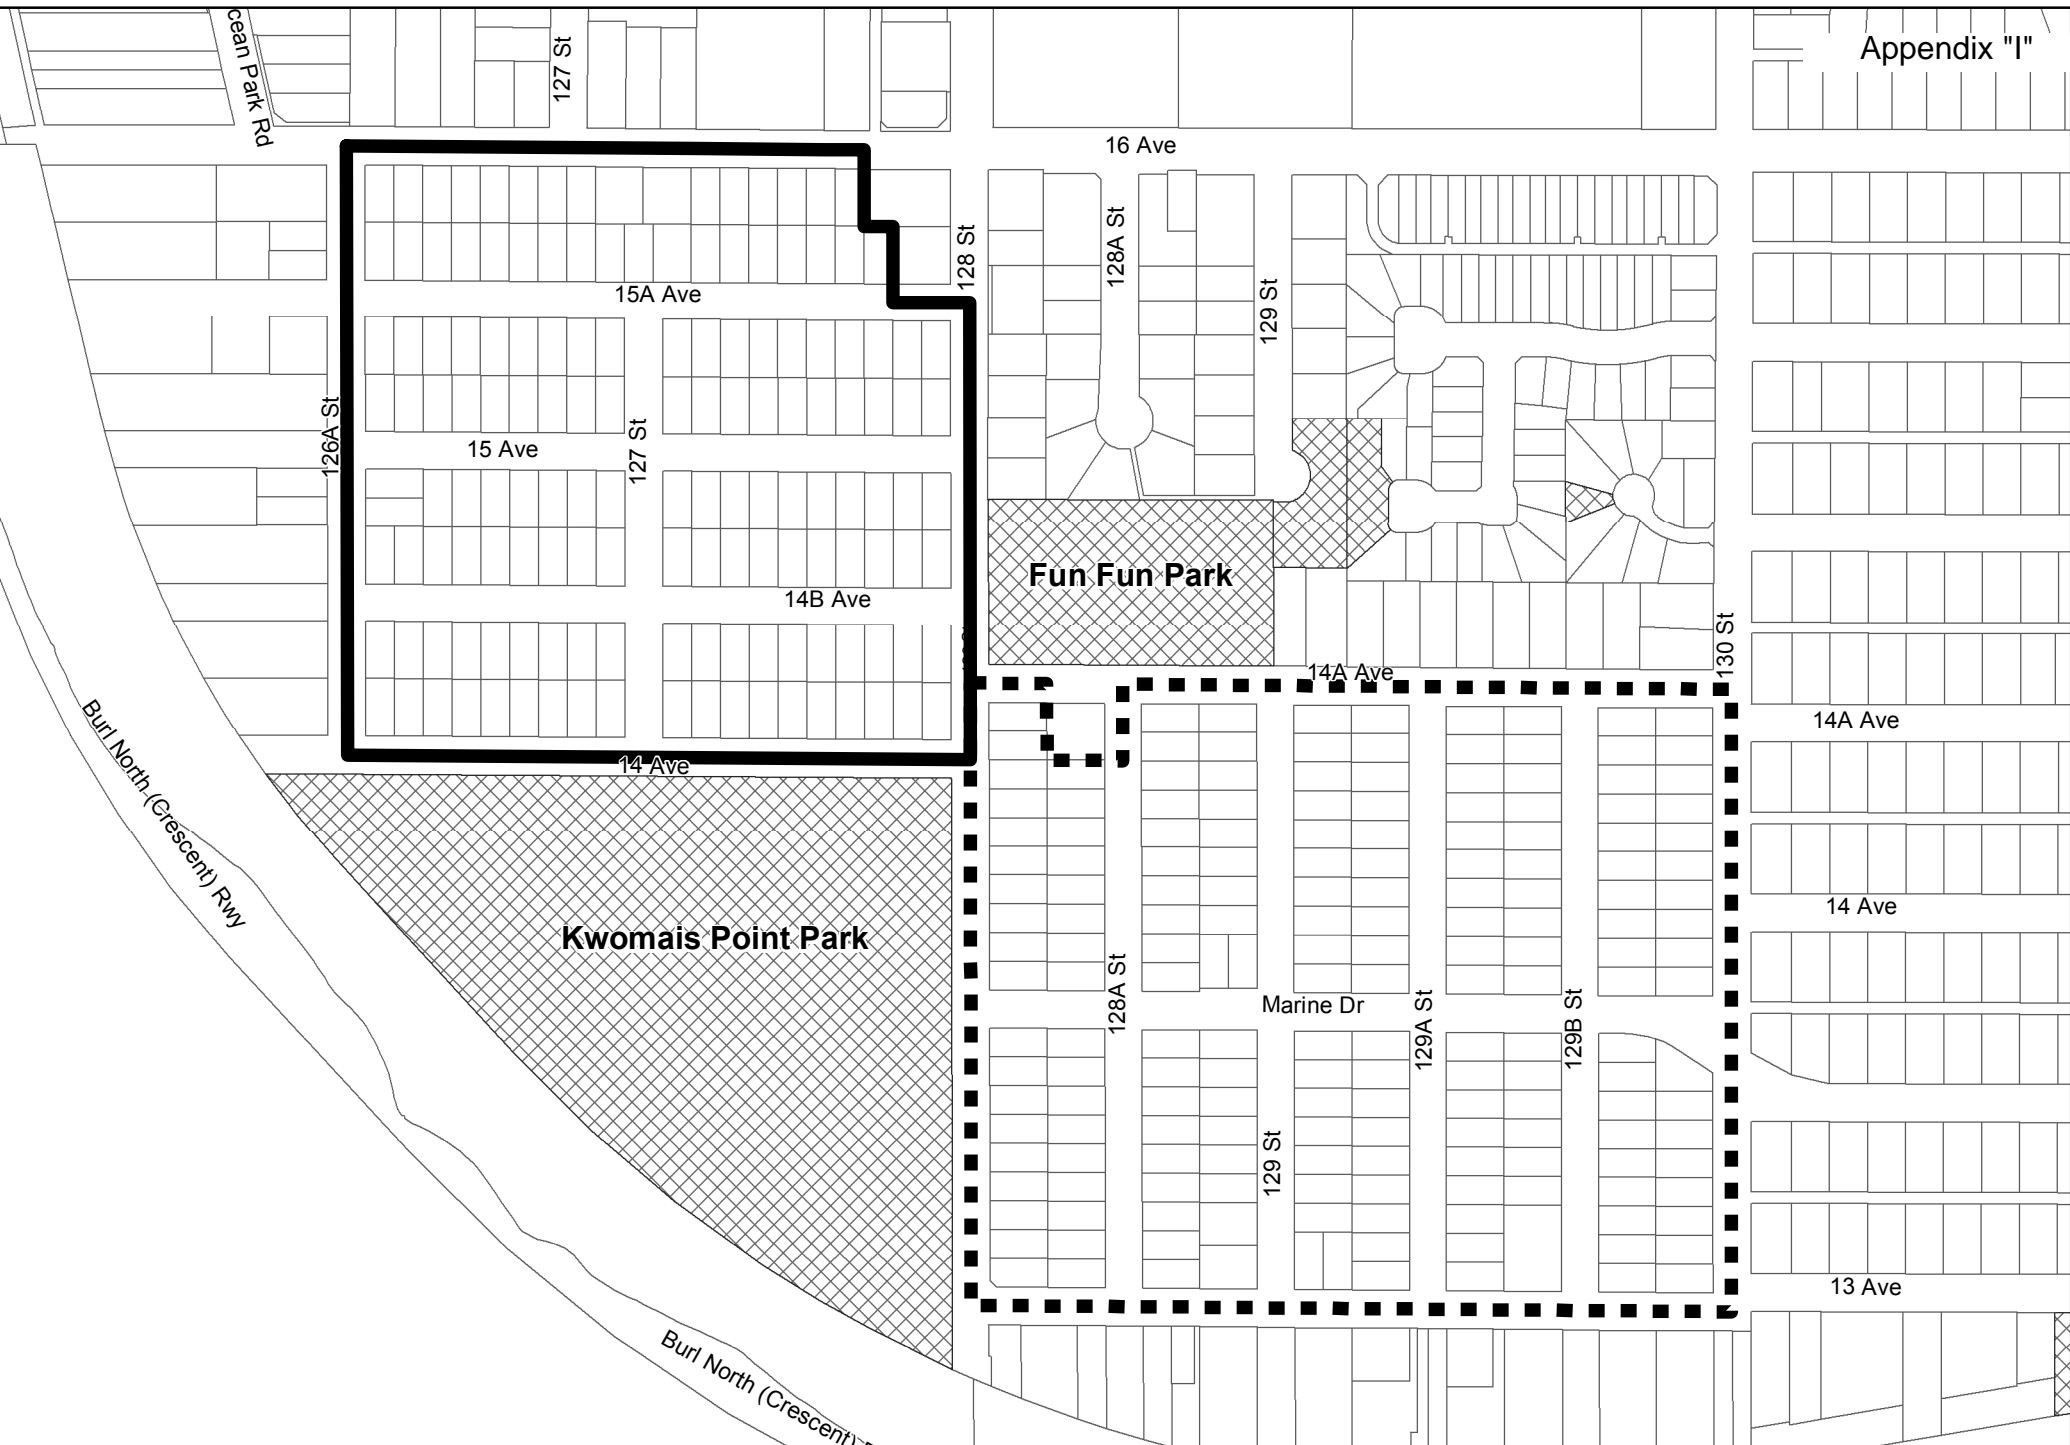 Appendix "I"
cean Park Rd
127 St
16 Ave
128 St
128A St
129 St
15A Ave
126A St
15 Ave
127 St
Fun Fun Park
14B Ave
130 St
14A Ave
14A Ave
14 Ave
Burl North (Crescent) Rwy
Kwomais Point Park
14 Ave
128A St
Marine Dr
129A St
129B St
129 St
13 Ave
Burl North (Crescent)